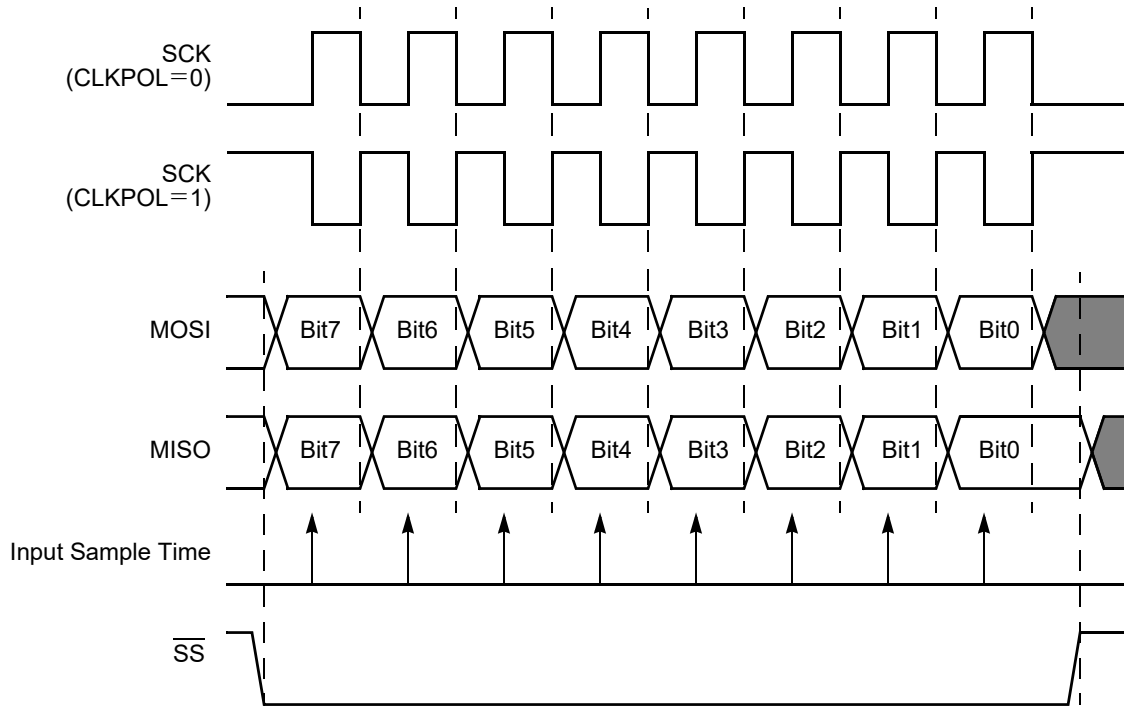 SCK
(CLKPOL=0)
SCK
(CLKPOL=1)
MOSI
Bit7 Bit6 Bit5 Bit4 Bit3 Bit2 Bit1 Bit0
MISO
Bit7 Bit6 Bit5 Bit4 Bit3 Bit2 Bit1 Bit0
Input Sample Time
SS